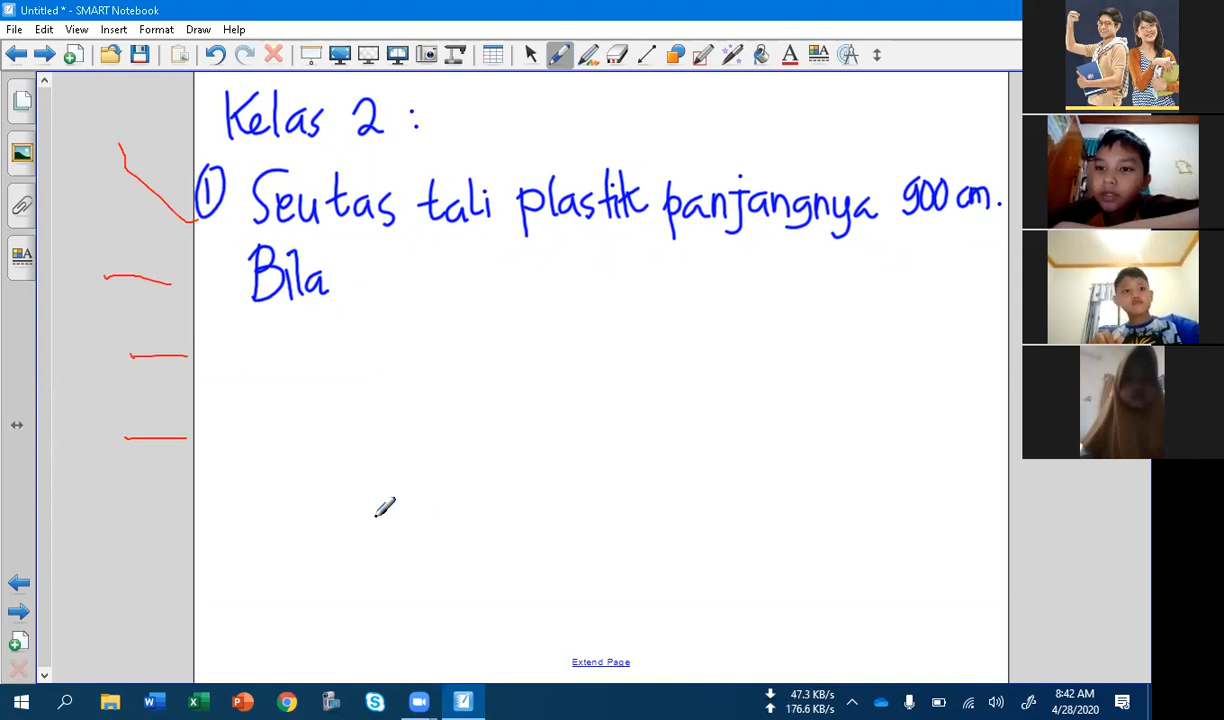 Untitled * - SMART Notebook
File Edit View Insert Format Draw Help
Kelas 2 :
① Seutas tali plastik panjangnya 900 cm.
Bila
Extend Page
47.3 KB/s
176.6 KB/s
8:42 AM
4/28/2020